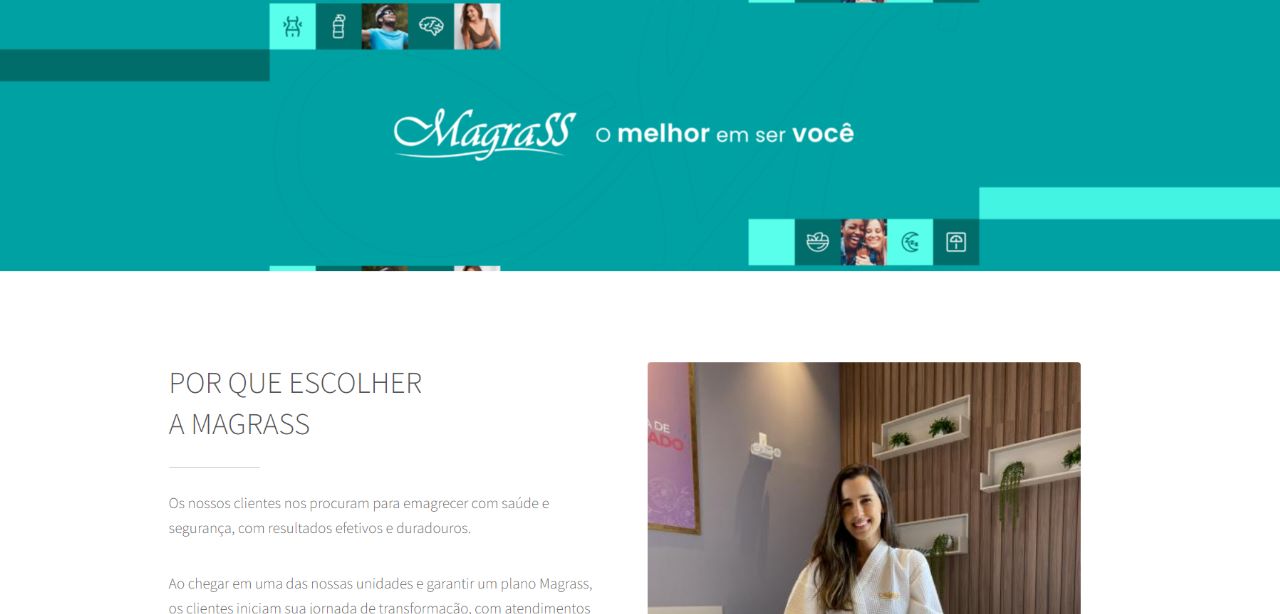 MagraSS O melhor em ser você
POR QUE ESCOLHER
A MAGRASS
Os nossos clientes nos procuram para emagrecer com saúde e
segurança, com resultados efetivos e duradouros.
Ao chegar em uma das nossas unidades e garantir um plano Magrass,
os clientes iniciam sua jornada de transformação, com atendimentos
A DE
ADO